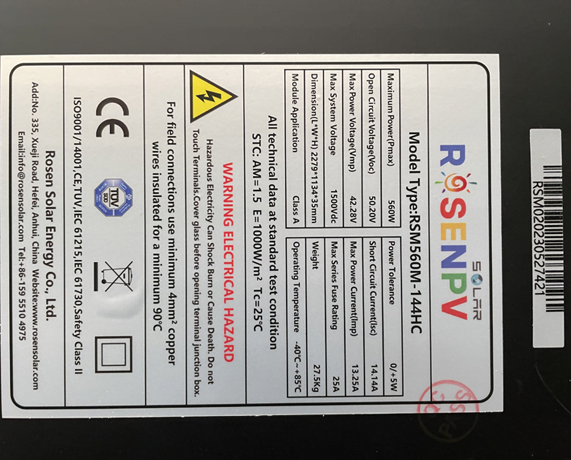 ROSENPV
SOLAR
Model Type:RSM560M-144HC
Maximum Power(Pmax) 560W Power Tolerance 0/+5W
Open Circuit Voltage(Voc) 50.20V Short Circuit Current(Isc) 14.14A
Max Power Voltage(Vmp) 42.28V Max Power Current(Imp) 13.25A
Max System Voltage 1500Vdc Max Series Fuse Rating 25A
Dimension(L*W*H) 2279*1134*35mm Weight 27.5Kg
Module Application Class A Operating Temperature -40℃~+85℃
All technical data at standard test condition
STC: AM=1.5 E=1000W/m² Tc=25℃
WARNING ELECTRICAL HAZARD
Hazardous Electricity Can Shock Burn or Cause Death. Do not
Touch Terminals.Cover glass before opening terminal junction box.
For field connections use minimum 4mm² copper
wires insulated for a minimum 90℃
CE
TÜV
ISO9001/14001,CE,TUV,IEC 61215,IEC 61730,Safety Class II
Rosen Solar Energy Co., Ltd.
Add:No. 335, Xueji Road, Hefei, Anhui, China Website:www.rosensolar.com
Email:info@rosensolar.com Tel:+86-159 5510 4975
RSM020230527421
QC
PASS